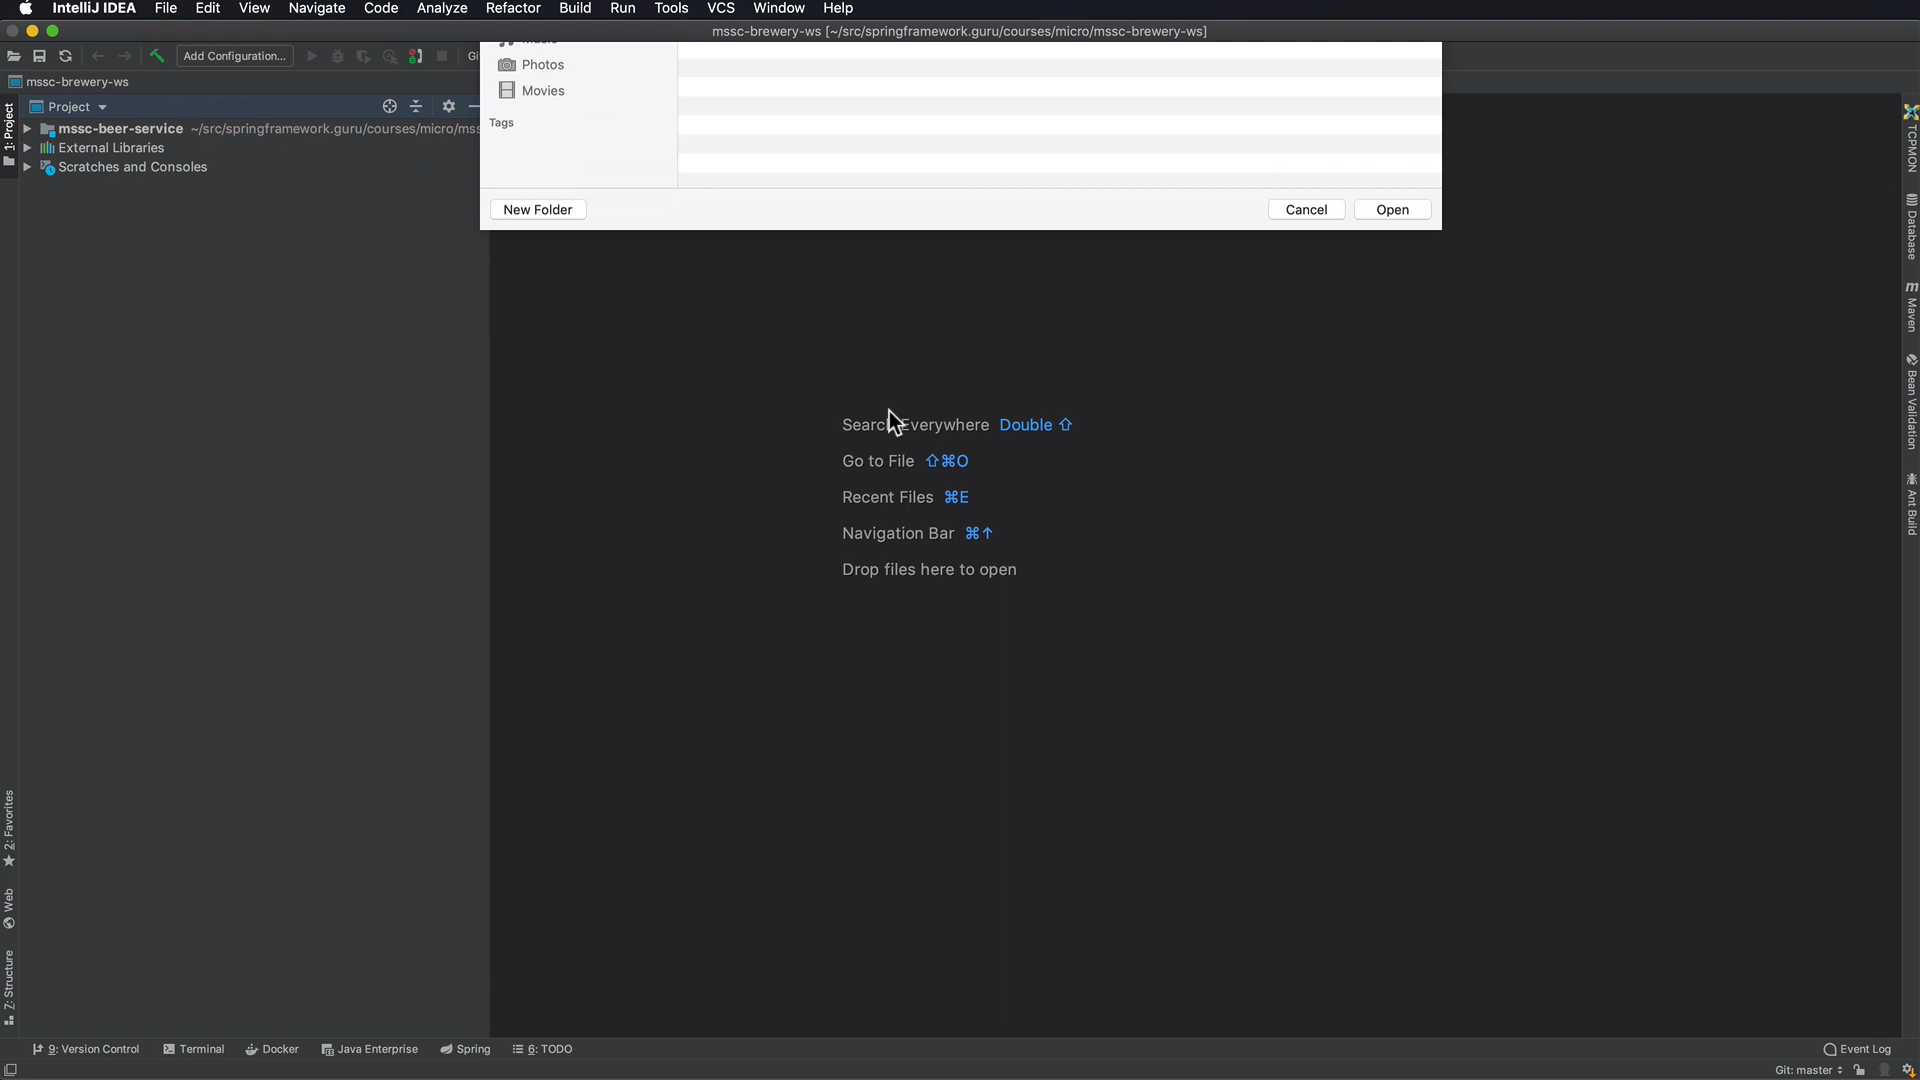 IntelliJ IDEA File Edit View Navigate Code Analyze Refactor Build Run Tools VCS Window Help
mssc-brewery-ws [~/src/springframework.guru/courses/micro/mssc-brewery-ws]
Add Configuration...
mssc-brewery-ws
Project
mssc-beer-service ~/src/springframework.guru/courses/micro/mss
External Libraries
Scratches and Consoles
Photos
Movies
Tags
New Folder Cancel Open
Search Everywhere Double ⇧
Go to File ⇧⌘O
Recent Files ⌘E
Navigation Bar ⌘↑
Drop files here to open
1: Project
2: Favorites
Web
7: Structure
TCPMON
Database
Maven
Bean Validation
Ant Build
9: Version Control Terminal Docker Java Enterprise Spring 6: TODO Event Log
Git: master